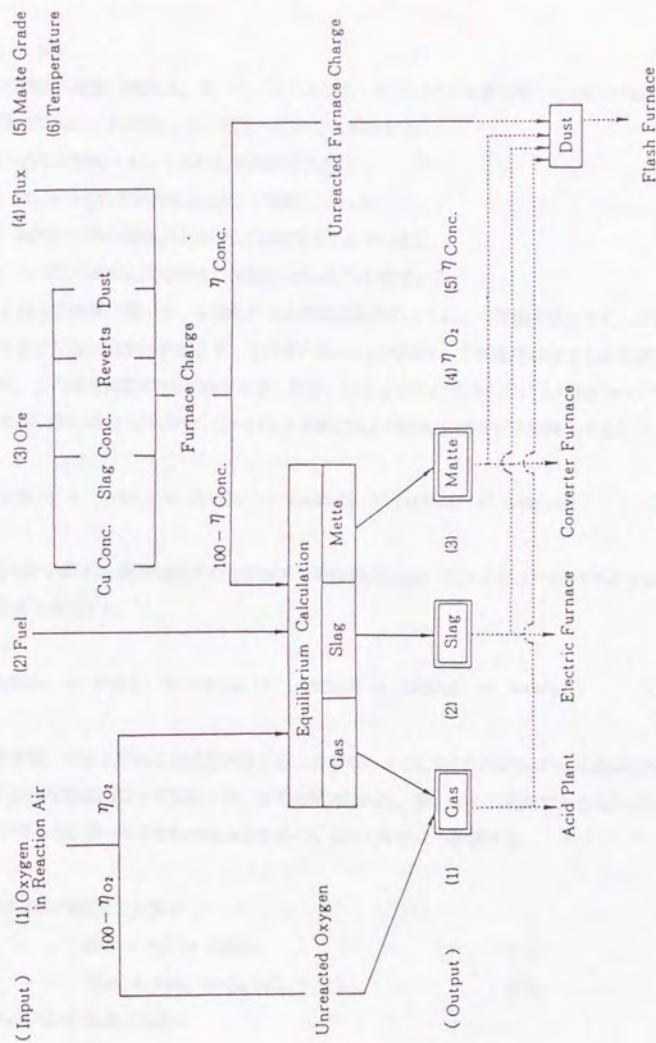 ( Input )
(1) Oxygen in Reaction Air
(2) Fuel
(3) Ore
(4) Flux
(5) Matte Grade
(6) Temperature
Cu Conc.
Slag Conc.
Reverts
Dust
Furnace Charge
100 − η O2
η O2
100 − η Conc.
η Conc.
Equilibrium Calculation
Gas
Slag
Mette
Unreacted Oxygen
Unreacted Furnace Charge
( Output )
(1)
Gas
(2)
Slag
(3)
Matte
(4) η O2
(5) η Conc.
Dust
Acid Plant
Electric Furnace
Converter Furnace
Flash Furnace